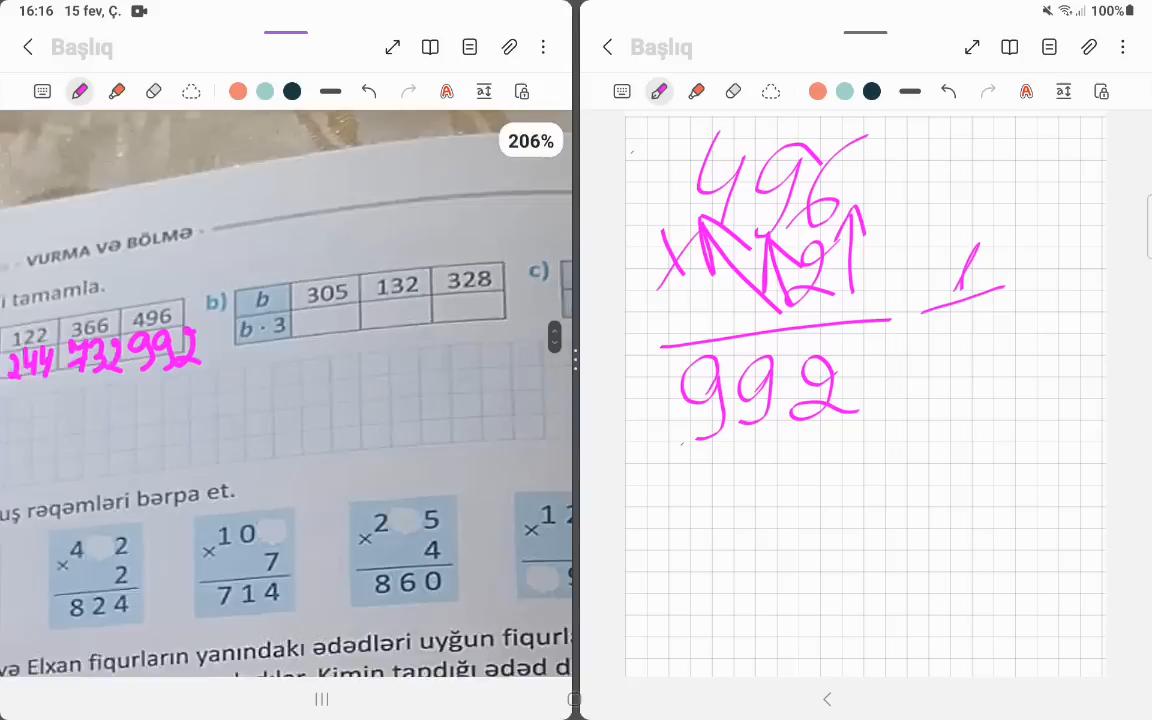 16:16 15 fev, Ç. 100%
Başlıq
206%
VURMA VƏ BÖLMƏ
i tamamla.
122 366 496
244 732 992
b) b 305 132 328
b · 3
c)
uş rəqəmləri bərpa et.
4 2
× 2
824
10
× 7
714
2 5
× 4
860
1 2
×
9
və Elxan fiqurların yanındakı ədədləri uyğun fiqurl
Kimin tapdığı ədəd d
Başlıq
496
× 2 1
992